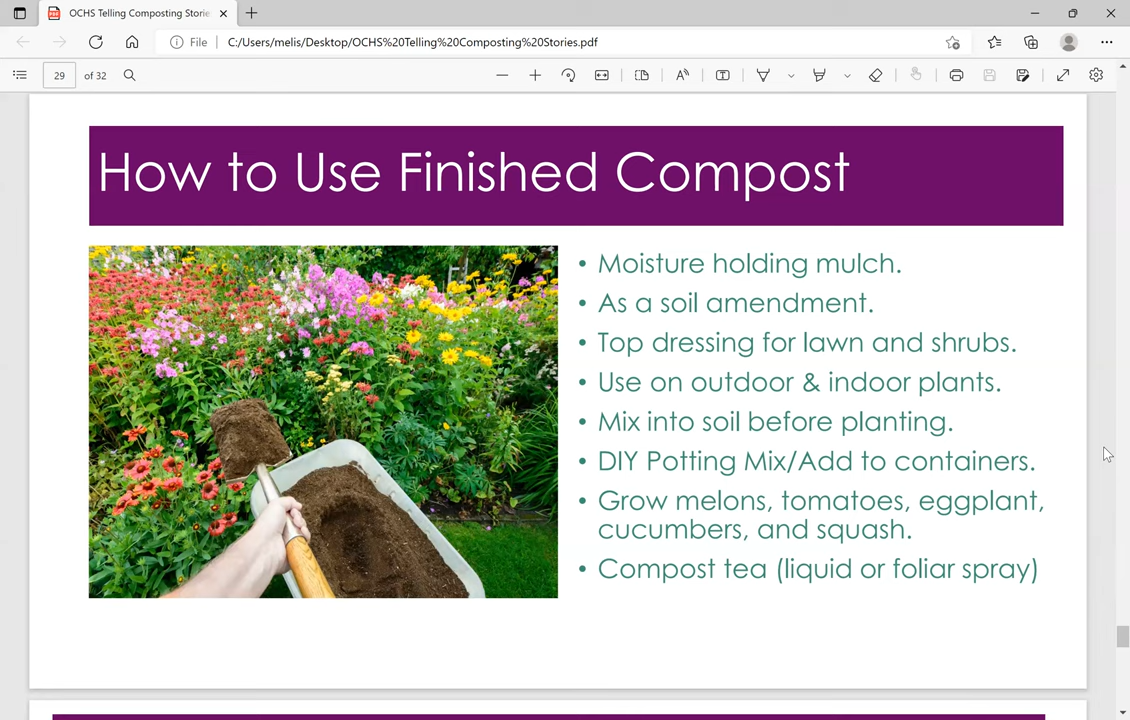 OCHS Telling Composting Storie
File
C:/Users/melis/Desktop/OCHS%20Telling%20Composting%20Stories.pdf
29
of 32
How to Use Finished Compost
• Moisture holding mulch.
• As a soil amendment.
• Top dressing for lawn and shrubs.
• Use on outdoor & indoor plants.
• Mix into soil before planting.
• DIY Potting Mix/Add to containers.
• Grow melons, tomatoes, eggplant,
cucumbers, and squash.
• Compost tea (liquid or foliar spray)